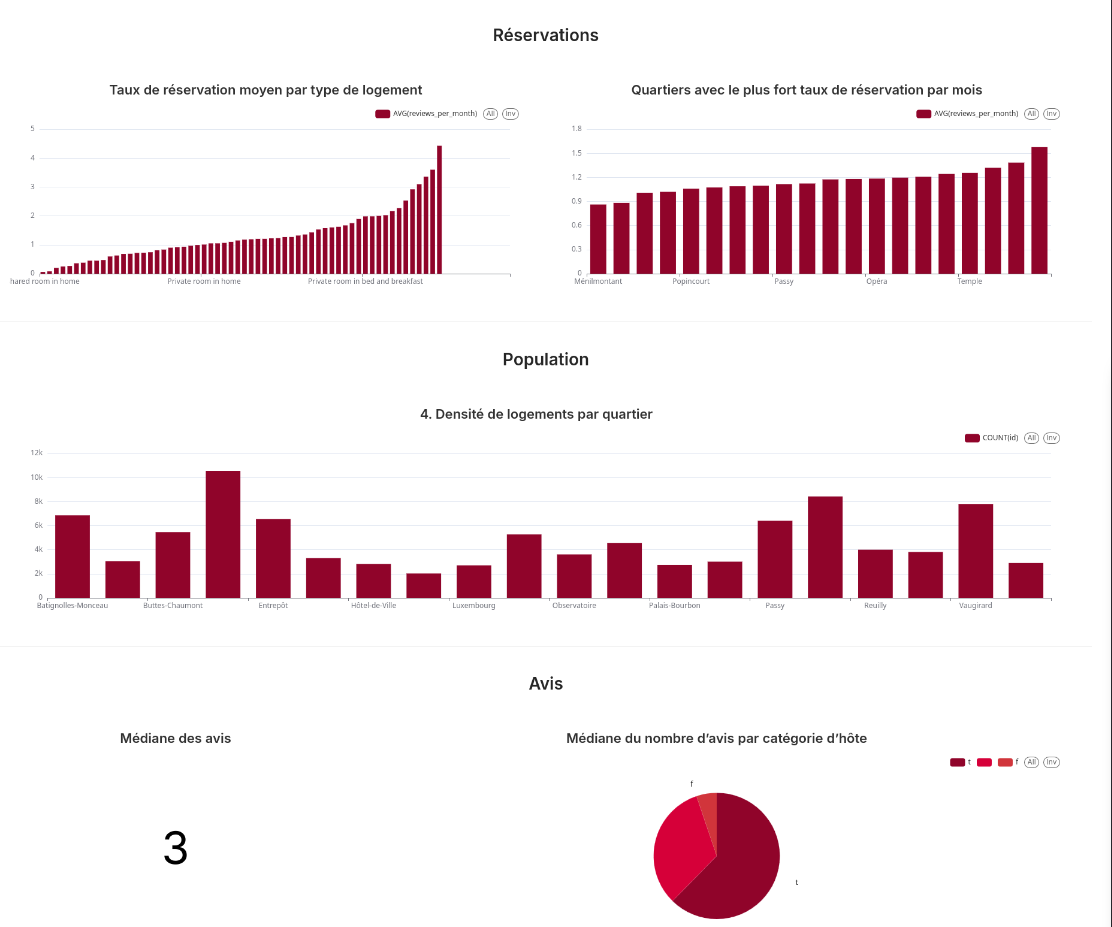 Réservations
Taux de réservation moyen par type de logement
AVG(reviews_per_month) All Inv
5
4
3
2
1
0
hared room in home Private room in home Private room in bed and breakfast
Quartiers avec le plus fort taux de réservation par mois
AVG(reviews_per_month) All Inv
1.8
1.5
1.2
0.9
0.6
0.3
0
Ménilmontant Popincourt Passy Opéra Temple
Population
4. Densité de logements par quartier
COUNT(id) All Inv
12k
10k
8k
6k
4k
2k
0
Batignolles-Monceau Buttes-Chaumont Entrepôt Hôtel-de-Ville Luxembourg Observatoire Palais-Bourbon Passy Reuilly Vaugirard
Avis
Médiane des avis
3
Médiane du nombre d’avis par catégorie d’hôte
t f All Inv
f
t